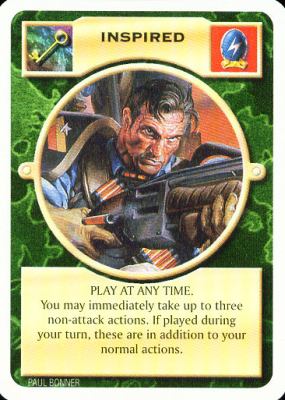 INSPIRED
PLAY AT ANY TIME.
You may immediately take up to three
non-attack actions. If played during
your turn, these are in addition to your
normal actions.
PAUL BONNER